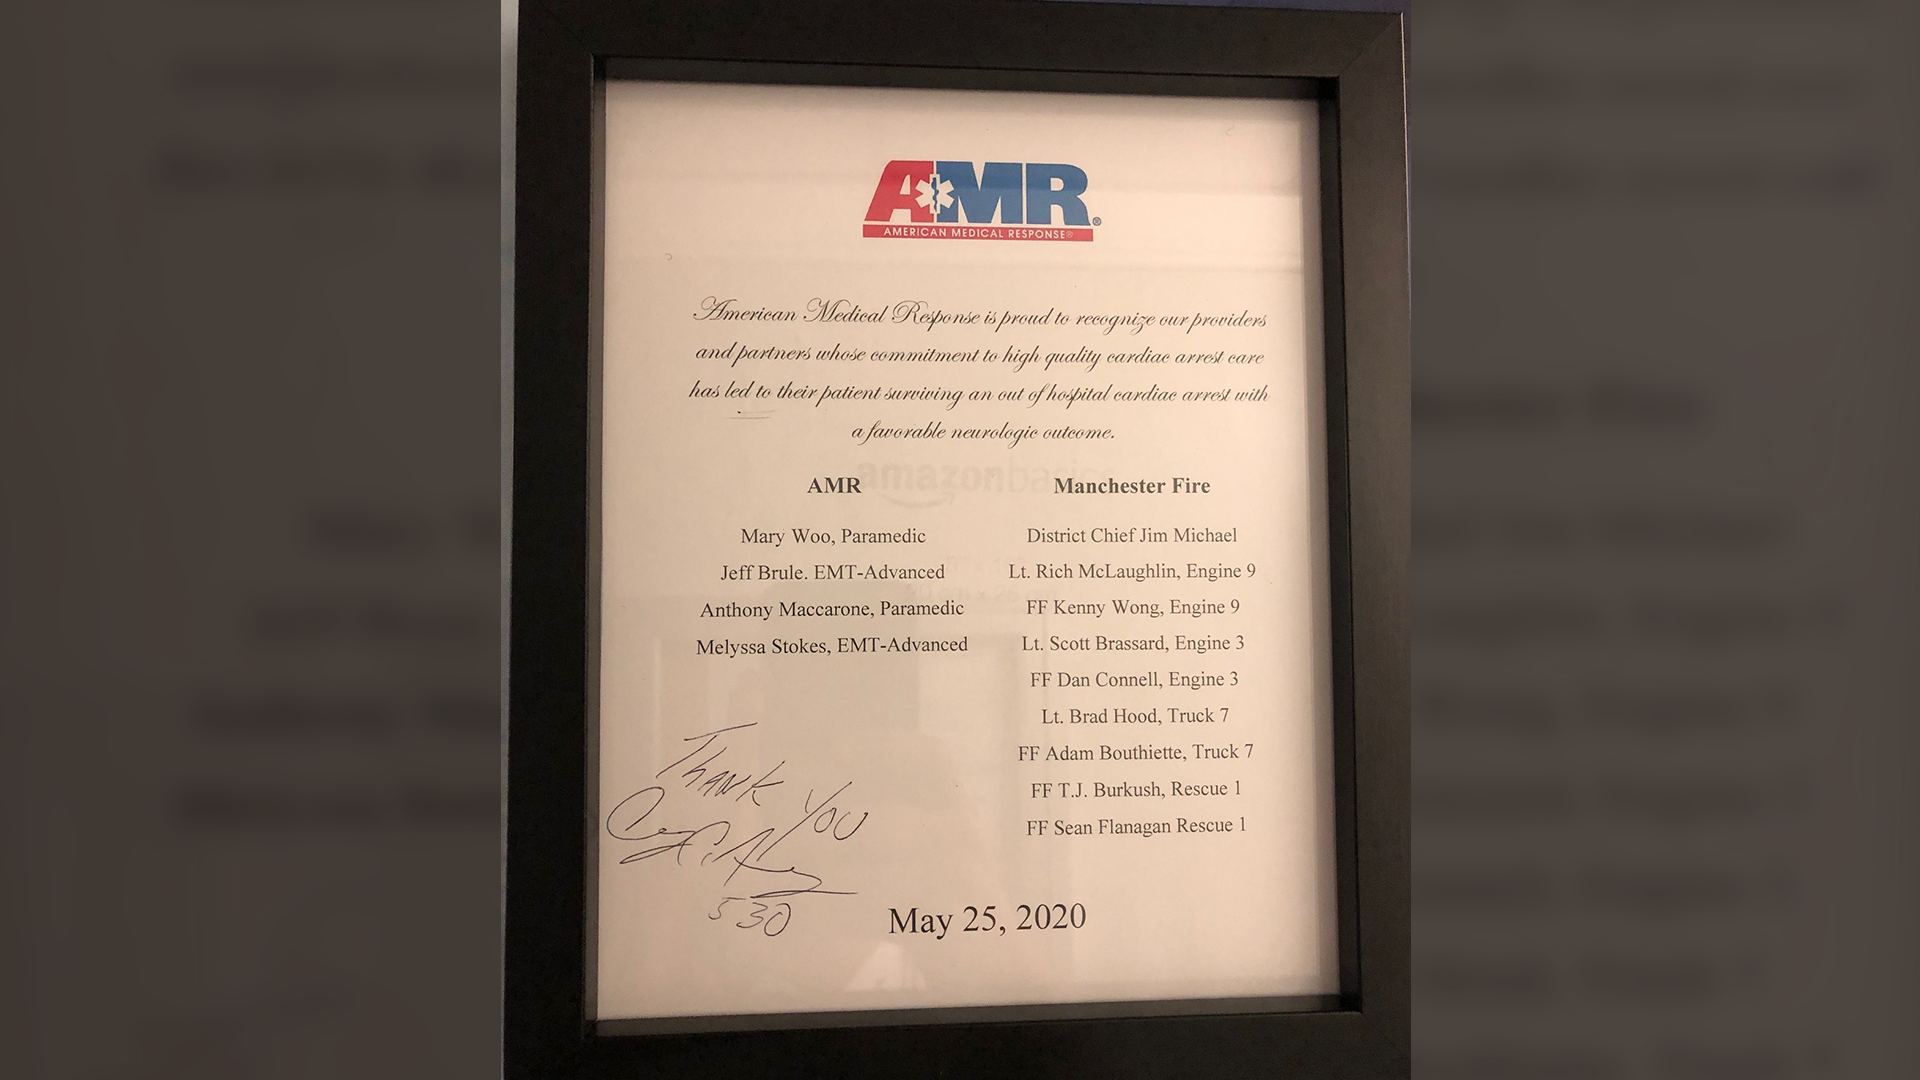 AMR®
AMERICAN MEDICAL RESPONSE®
American Medical Response is proud to recognize our providers
and partners whose commitment to high quality cardiac arrest care
has led to their patient surviving an out of hospital cardiac arrest with
a favorable neurologic outcome.
amazonbasics
AMR
Mary Woo, Paramedic
Jeff Brule. EMT-Advanced
Anthony Maccarone, Paramedic
Melyssa Stokes, EMT-Advanced
Manchester Fire
District Chief Jim Michael
Lt. Rich McLaughlin, Engine 9
FF Kenny Wong, Engine 9
Lt. Scott Brassard, Engine 3
FF Dan Connell, Engine 3
Lt. Brad Hood, Truck 7
FF Adam Bouthiette, Truck 7
FF T.J. Burkush, Rescue 1
FF Sean Flanagan Rescue 1
THANK YOU
530
May 25, 2020